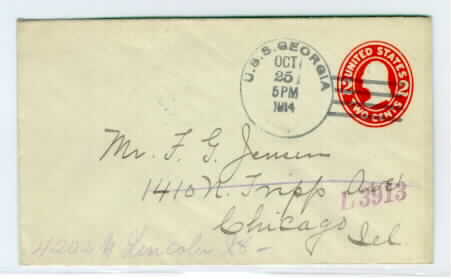 U.S.S. GEORGIA
OCT
25
5PM
1914
UNITED STATES
2 2
TWO CENTS
Mr. F. G. Jensen
1410 N. Tripp Ave
L3913
Chicago
Ill.
4202 N Lincoln St -